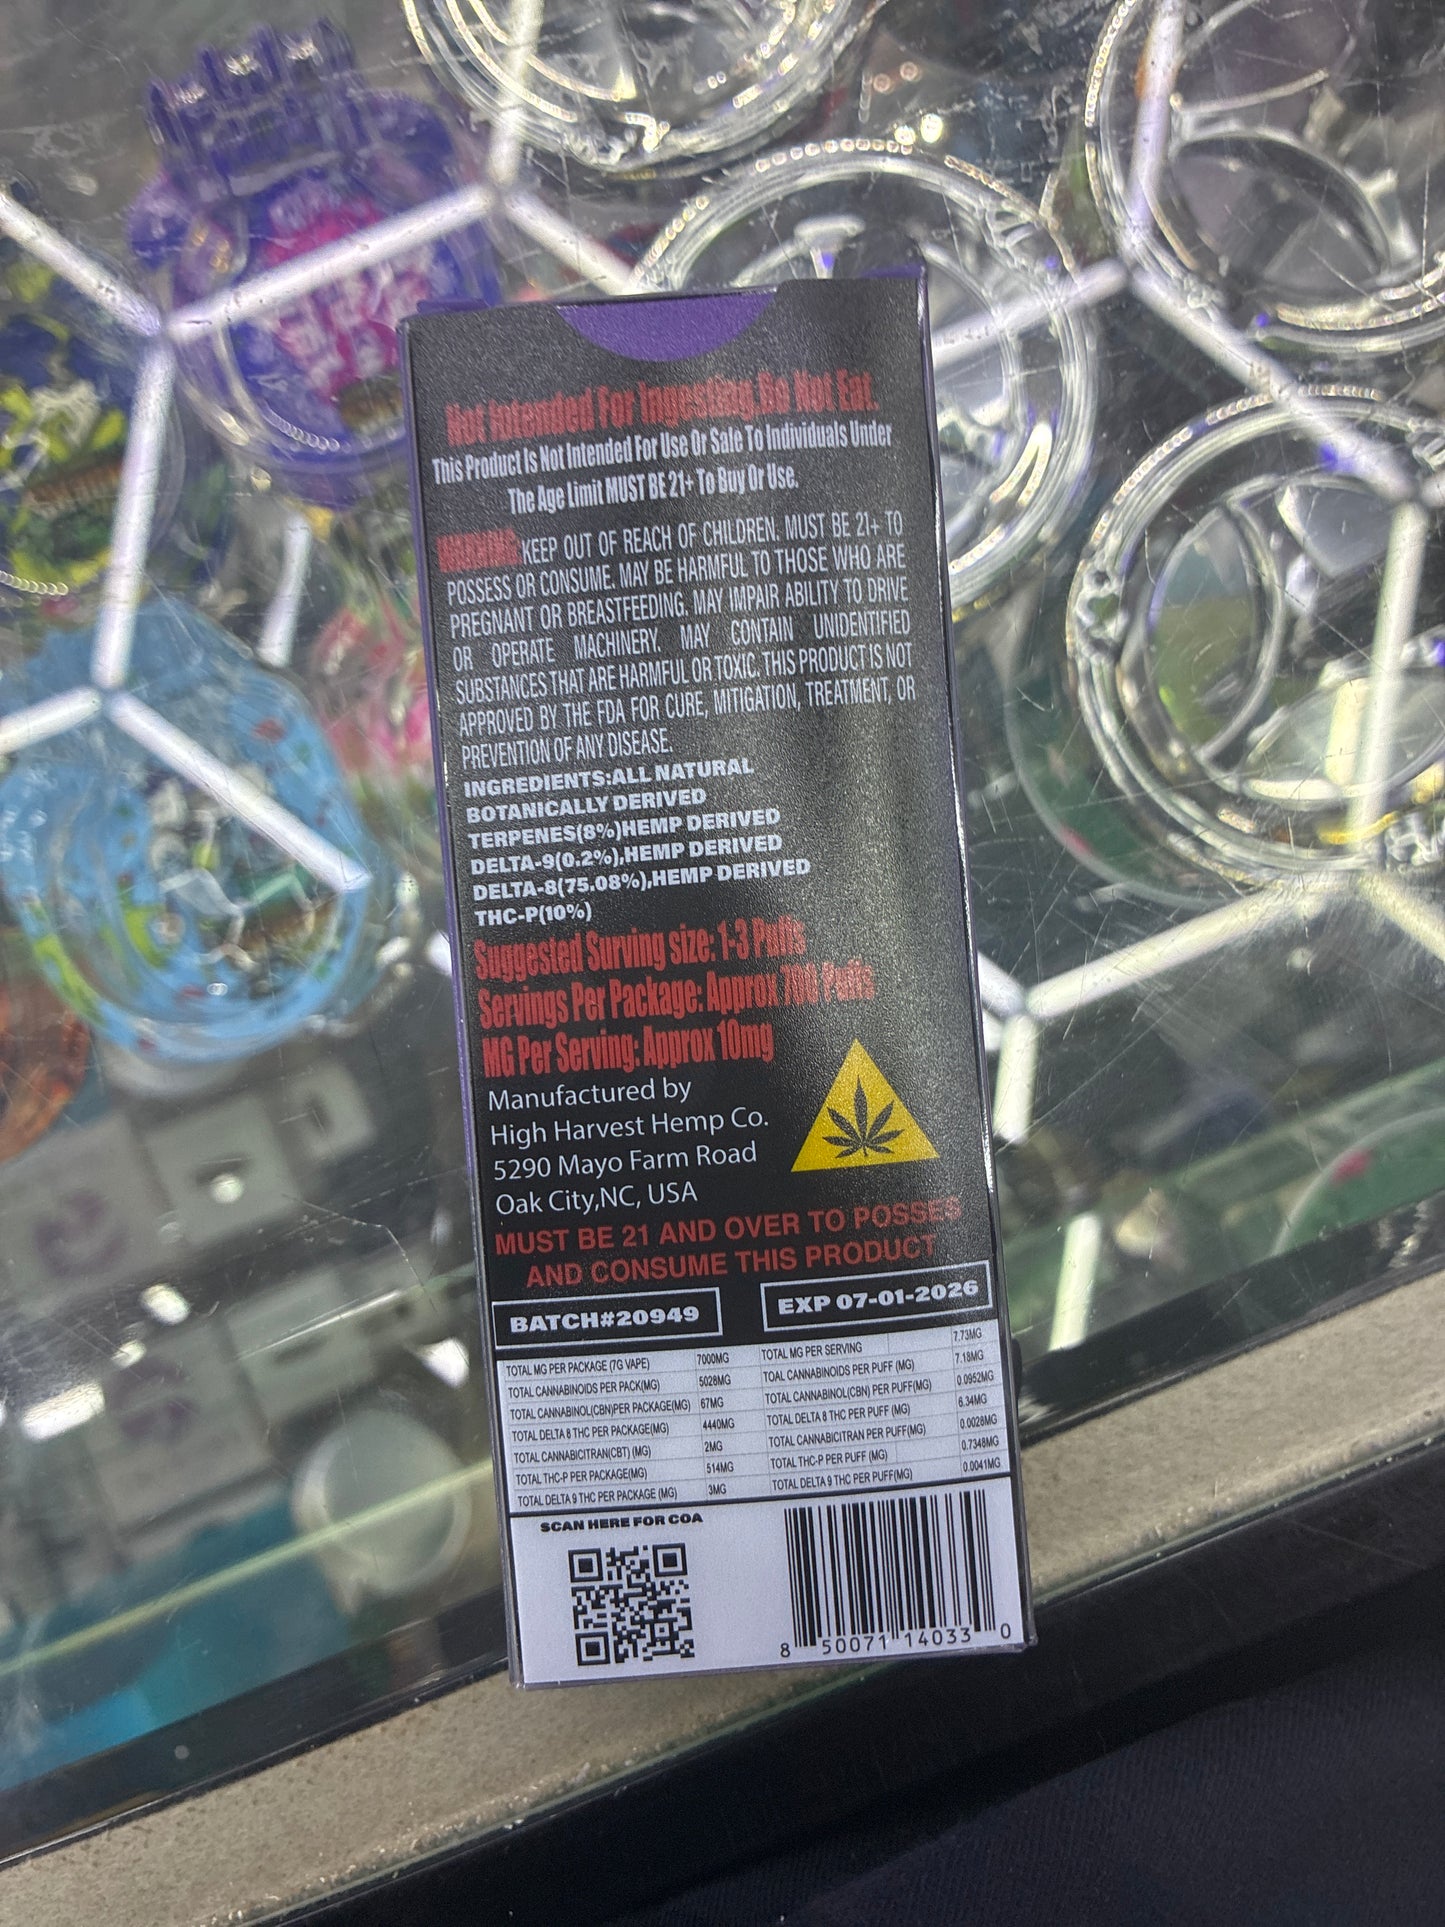 Not Intended For Ingesting. Do Not Eat.
This Product Is Not Intended For Use Or Sale To Individuals Under
The Age Limit MUST BE 21+ To Buy Or Use.
WARNING: KEEP OUT OF REACH OF CHILDREN. MUST BE 21+ TO
POSSESS OR CONSUME. MAY BE HARMFUL TO THOSE WHO ARE
PREGNANT OR BREASTFEEDING. MAY IMPAIR ABILITY TO DRIVE
OR OPERATE MACHINERY. MAY CONTAIN UNIDENTIFIED
SUBSTANCES THAT ARE HARMFUL OR TOXIC. THIS PRODUCT IS NOT
APPROVED BY THE FDA FOR CURE, MITIGATION, TREATMENT, OR
PREVENTION OF ANY DISEASE.
INGREDIENTS:ALL NATURAL
BOTANICALLY DERIVED
TERPENES(8%)HEMP DERIVED
DELTA-9(0.2%),HEMP DERIVED
DELTA-8(75.08%),HEMP DERIVED
THC-P(10%)
Suggested Surving size: 1-3 Puffs
Servings Per Package: Approx 700 Puffs
MG Per Serving: Approx 10mg
Manufactured by
High Harvest Hemp Co.
5290 Mayo Farm Road
Oak City,NC, USA
MUST BE 21 AND OVER TO POSSES
AND CONSUME THIS PRODUCT
BATCH#20949 EXP 07-01-2026
TOTAL MG PER PACKAGE (7G VAPE) 7000MG TOTAL MG PER SERVING 7.73MG
TOTAL CANNABINOIDS PER PACK(MG) 5028MG TOAL CANNABINOIDS PER PUFF (MG) 7.18MG
TOTAL CANNABINOL(CBN)PER PACKAGE(MG) 67MG TOTAL CANNABINOL(CBN) PER PUFF(MG) 0.0952MG
TOTAL DELTA 8 THC PER PACKAGE(MG) 4440MG TOTAL DELTA 8 THC PER PUFF (MG) 6.34MG
TOTAL CANNABICITRAN(CBT) (MG) 2MG TOTAL CANNABICITRAN PER PUFF(MG) 0.0028MG
TOTAL THC-P PER PACKAGE(MG) 514MG TOTAL THC-P PER PUFF (MG) 0.7348MG
TOTAL DELTA 9 THC PER PACKAGE (MG) 3MG TOTAL DELTA 9 THC PER PUFF(MG) 0.0041MG
SCAN HERE FOR COA
8 50071 14033 0